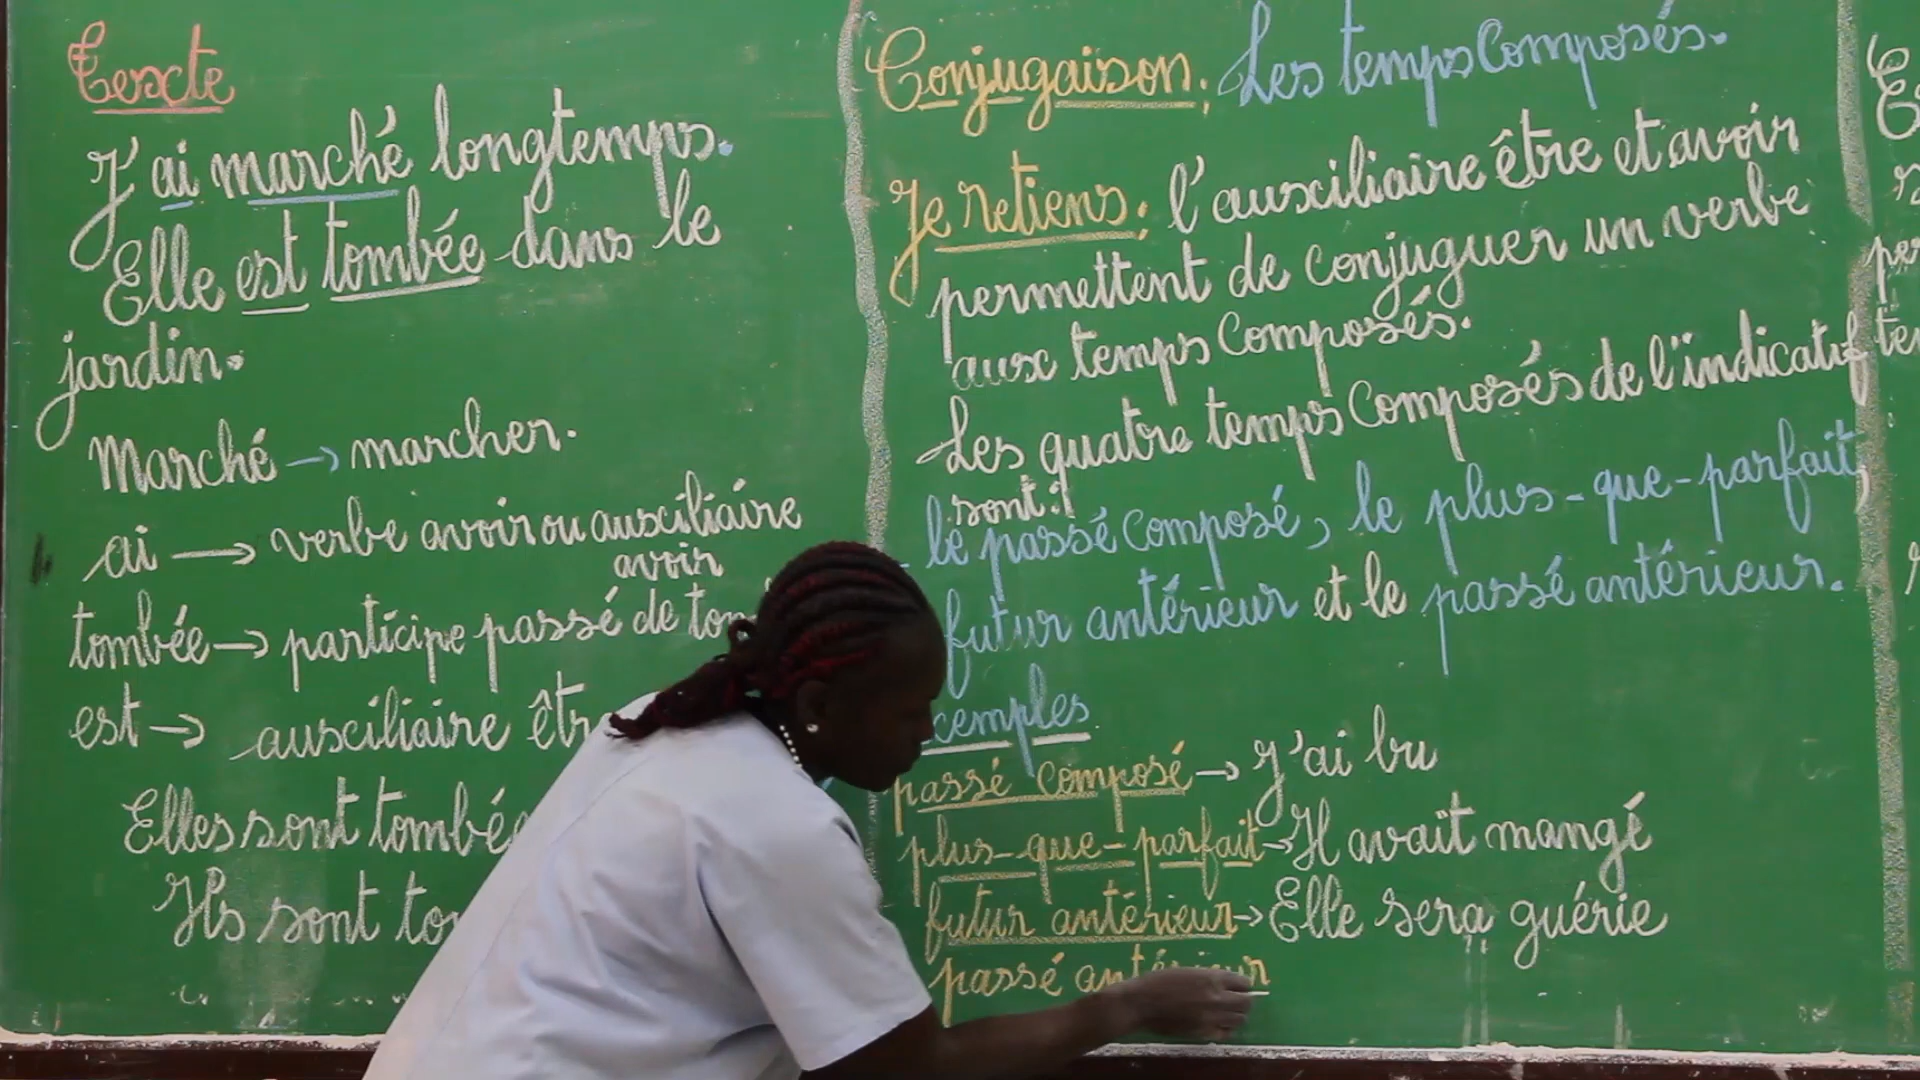 Texte
J'ai marché longtemps.
Elle est tombée dans le
jardin.
Marché → marcher.
ai → verbe avoir ou auxiliaire
avoir
tombée → participe passé de
est → auxiliaire
Elles sont
Ils sont
Conjugaison : Les temps Composés.
Je retiens : l'auxiliaire être et avoir
permettent de conjuguer un verbe
aux temps Composés.
Les quatre temps Composés de l'indicatif
sont :
le passé Composé, le plus-que-parfait,
futur antérieur et le passé antérieur.
passé Composé → J'ai bu
plus-que-parfait → Il avait mangé
futur antérieur → Elle sera guérie
passé antérieur